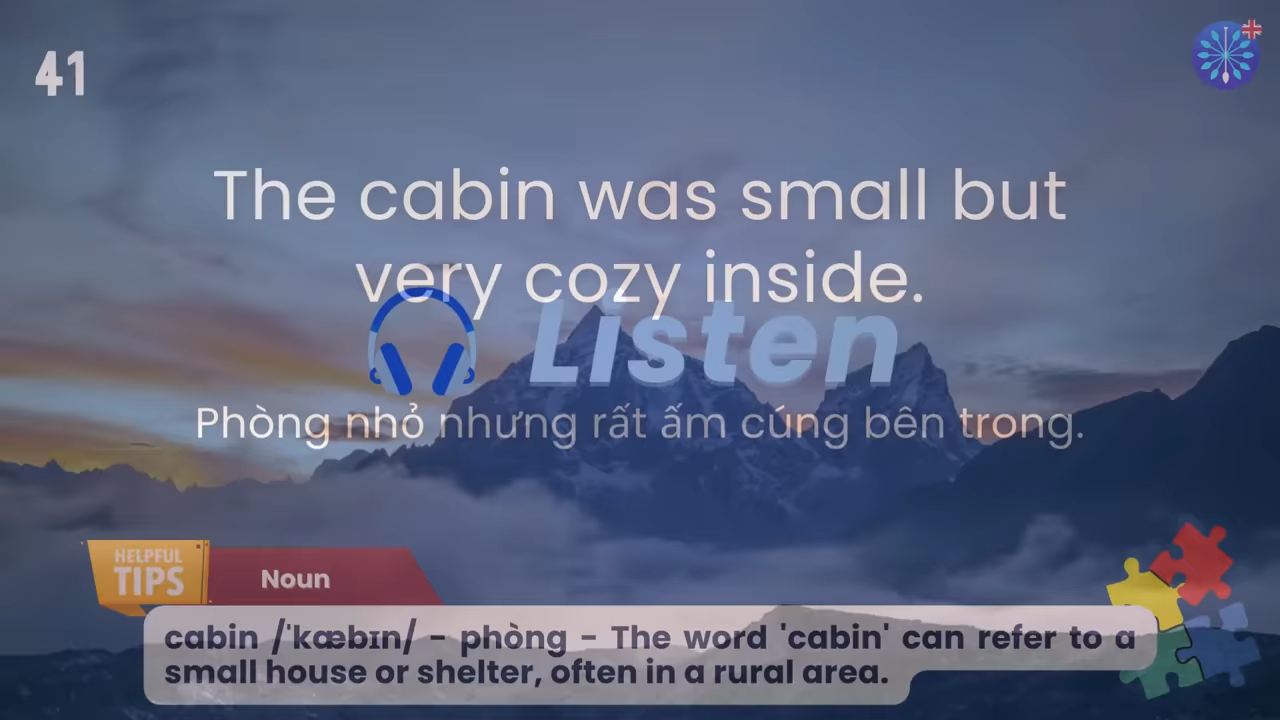 41
The cabin was small but
very cozy inside.
Listen
Phòng nhỏ nhưng rất ấm cúng bên trong.
HELPFUL
TIPS
Noun
cabin /ˈkæbɪn/ - phòng - The word 'cabin' can refer to a
small house or shelter, often in a rural area.